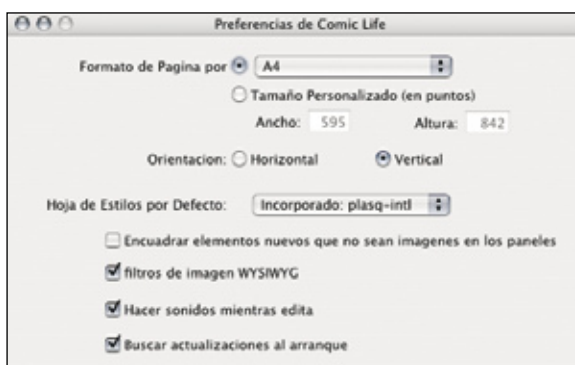 Preferencias de Comic Life
Formato de Pagina por A4
Tamaño Personalizado (en puntos)
Ancho: 595 Altura: 842
Orientacion: Horizontal Vertical
Hoja de Estilos por Defecto: Incorporado: plasq-intl
Encuadrar elementos nuevos que no sean imagenes en los paneles
filtros de imagen WYSIWYG
Hacer sonidos mientras edita
Buscar actualizaciones al arranque